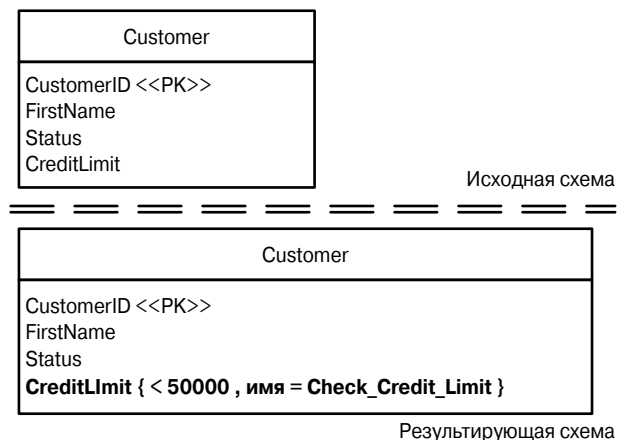 Customer
CustomerID <<PK>>
FirstName
Status
CreditLimit
Исходная схема
Customer
CustomerID <<PK>>
FirstName
Status
CreditLImit { < 50000 , имя = Check_Credit_Limit }
Результирующая схема